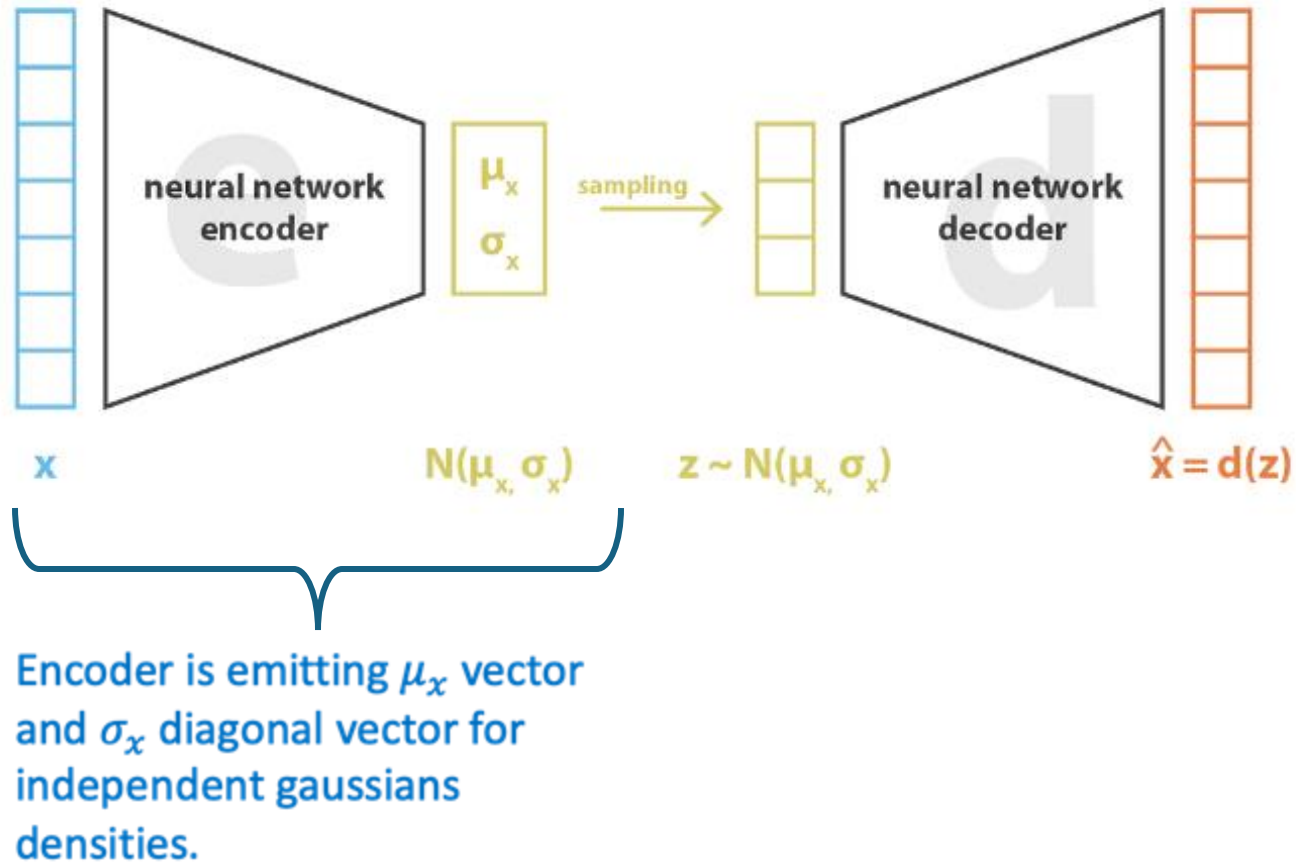 e
neural network
encoder
μₓ
σₓ
sampling
d
neural network
decoder
x
N(μₓ, σₓ)
z ~ N(μₓ, σₓ)
x̂ = d(z)
Encoder is emitting 𝜇ₓ vector
and 𝜎ₓ diagonal vector for
independent gaussians
densities.